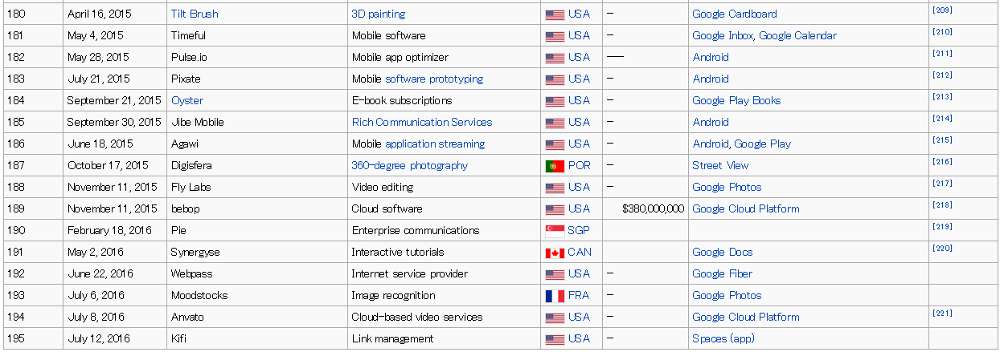 180 April 16, 2015 Tilt Brush 3D painting USA — Google Cardboard [209]
181 May 4, 2015 Timeful Mobile software USA — Google Inbox, Google Calendar [210]
182 May 28, 2015 Pulse.io Mobile app optimizer USA —— Android [211]
183 July 21, 2015 Pixate Mobile software prototyping USA — Android [212]
184 September 21, 2015 Oyster E-book subscriptions USA — Google Play Books [213]
185 September 30, 2015 Jibe Mobile Rich Communication Services USA — Android [214]
186 June 18, 2015 Agawi Mobile application streaming USA — Android, Google Play [215]
187 October 17, 2015 Digisfera 360-degree photography POR — Street View [216]
188 November 11, 2015 Fly Labs Video editing USA — Google Photos [217]
189 November 11, 2015 bebop Cloud software USA $380,000,000 Google Cloud Platform [218]
190 February 18, 2016 Pie Enterprise communications SGP [219]
191 May 2, 2016 Synergyse Interactive tutorials CAN Google Docs [220]
192 June 22, 2016 Webpass Internet service provider USA — Google Fiber
193 July 6, 2016 Moodstocks Image recognition FRA — Google Photos
194 July 8, 2016 Anvato Cloud-based video services USA — Google Cloud Platform [221]
195 July 12, 2016 Kifi Link management USA — Spaces (app)